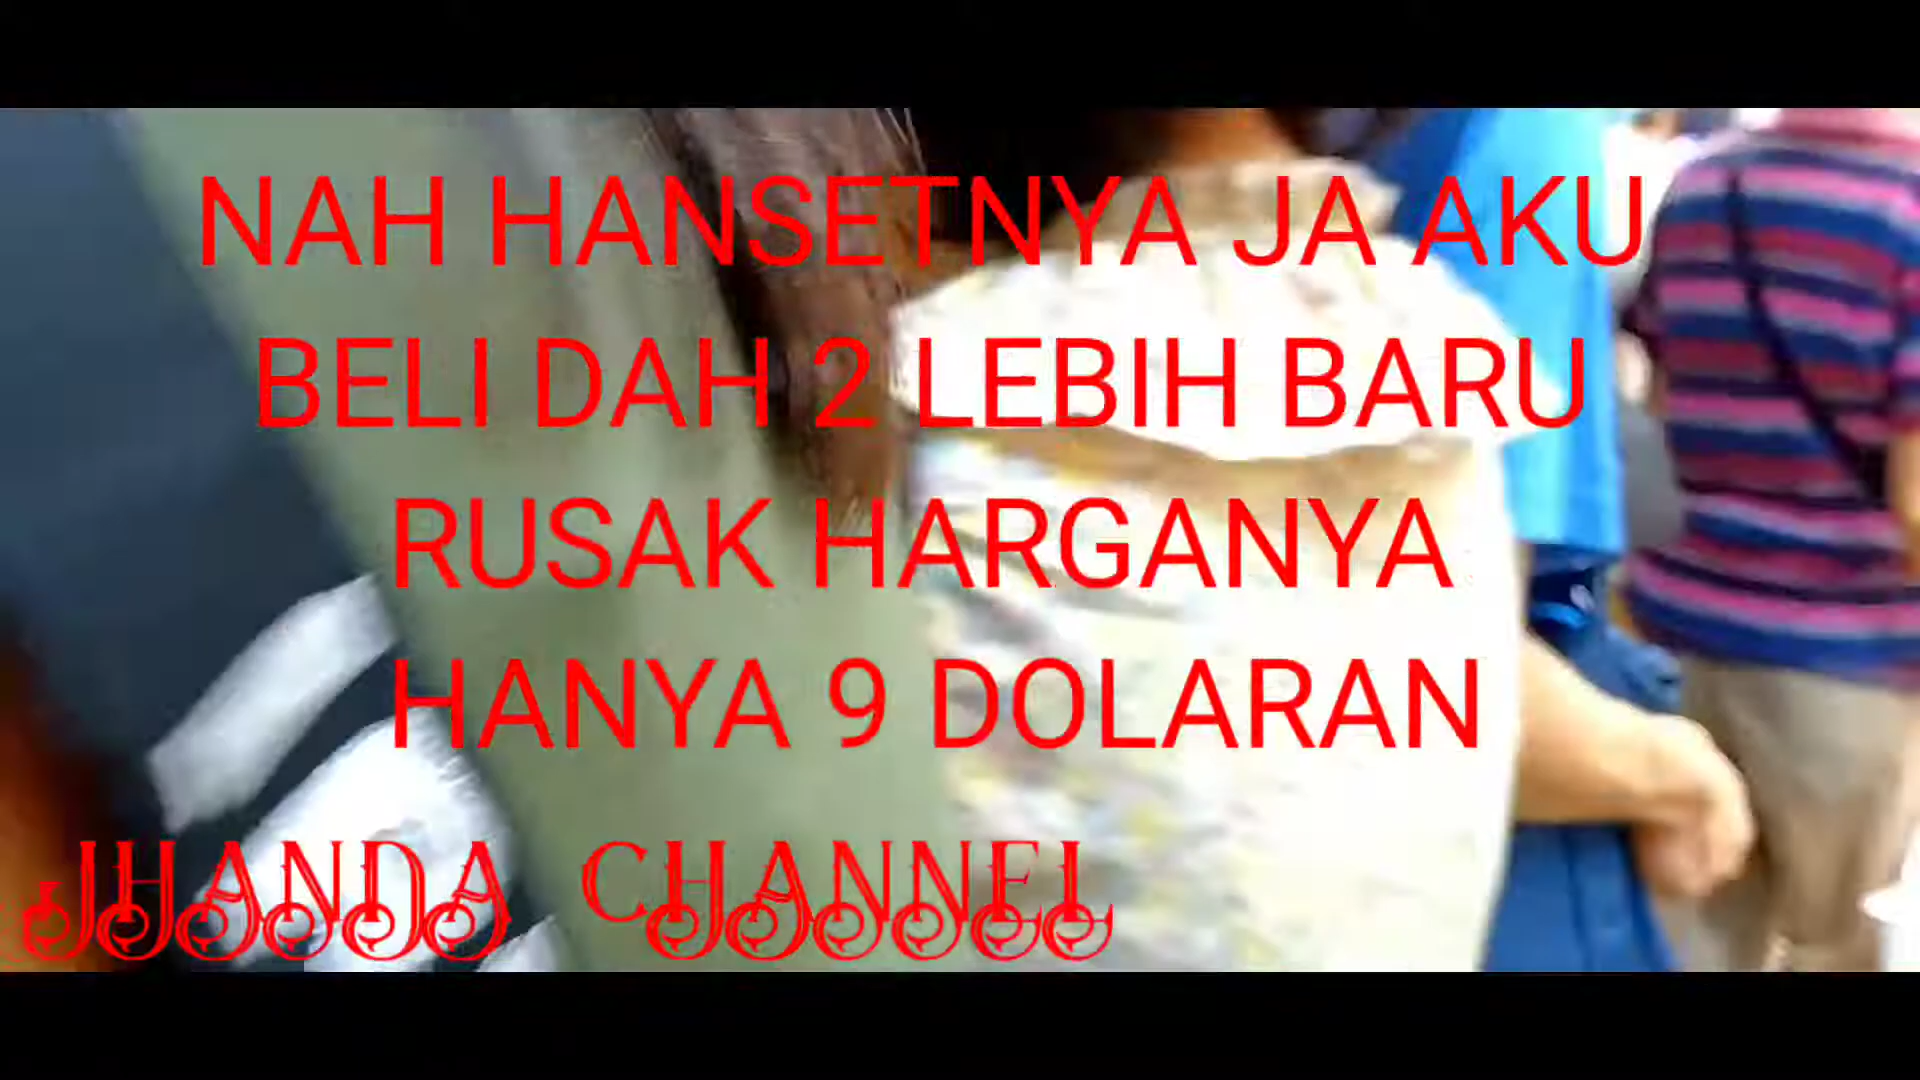 NAH HANSETNYA JA AKU
BELI DAH 2 LEBIH BARU
RUSAK HARGANYA
HANYA 9 DOLARAN
JHANDA CHANNEL